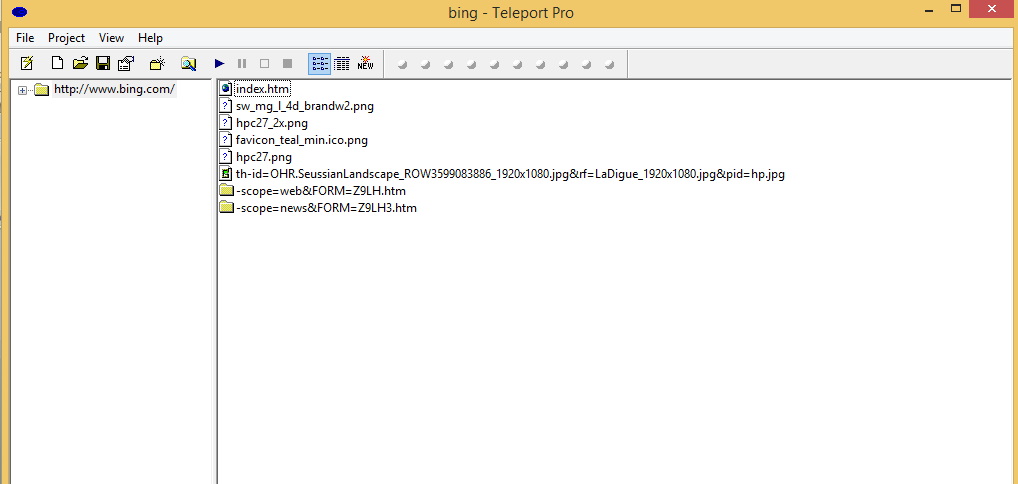 bing - Teleport Pro
File Project View Help
NEW
http://www.bing.com/
index.htm
sw_mg_l_4d_brandw2.png
hpc27_2x.png
favicon_teal_min.ico.png
hpc27.png
th-id=OHR.SeussianLandscape_ROW3599083886_1920x1080.jpg&rf=LaDigue_1920x1080.jpg&pid=hp.jpg
-scope=web&FORM=Z9LH.htm
-scope=news&FORM=Z9LH3.htm